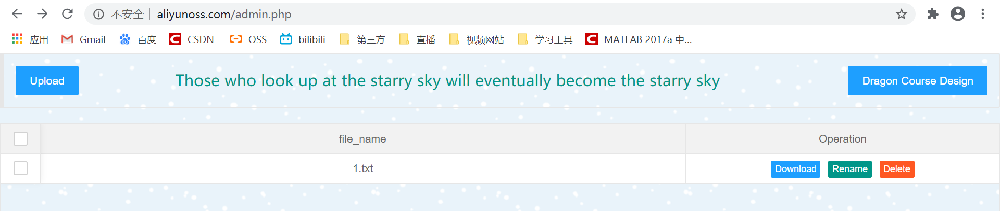 不安全 aliyunoss.com/admin.php
应用 Gmail 百度 CSDN OSS bilibili 第三方 直播 视频网站 学习工具 MATLAB 2017a 中...
Upload Those who look up at the starry sky will eventually become the starry sky Dragon Course Design
file_name Operation
1.txt Download Rename Delete